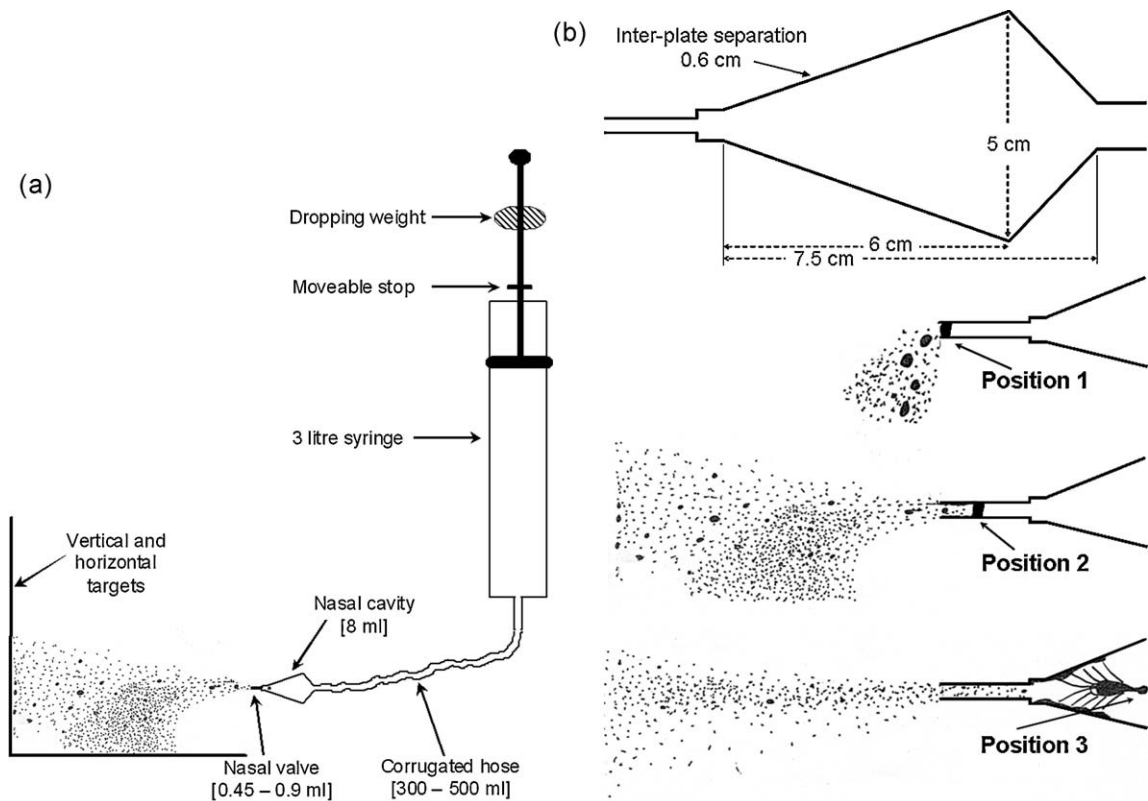 (a)
Dropping weight
Moveable stop
3 litre syringe
Vertical and
horizontal
targets
Nasal cavity
[8 ml]
Nasal valve
[0.45 – 0.9 ml]
Corrugated hose
[300 – 500 ml]
(b)
Inter-plate separation
0.6 cm
5 cm
6 cm
7.5 cm
Position 1
Position 2
Position 3